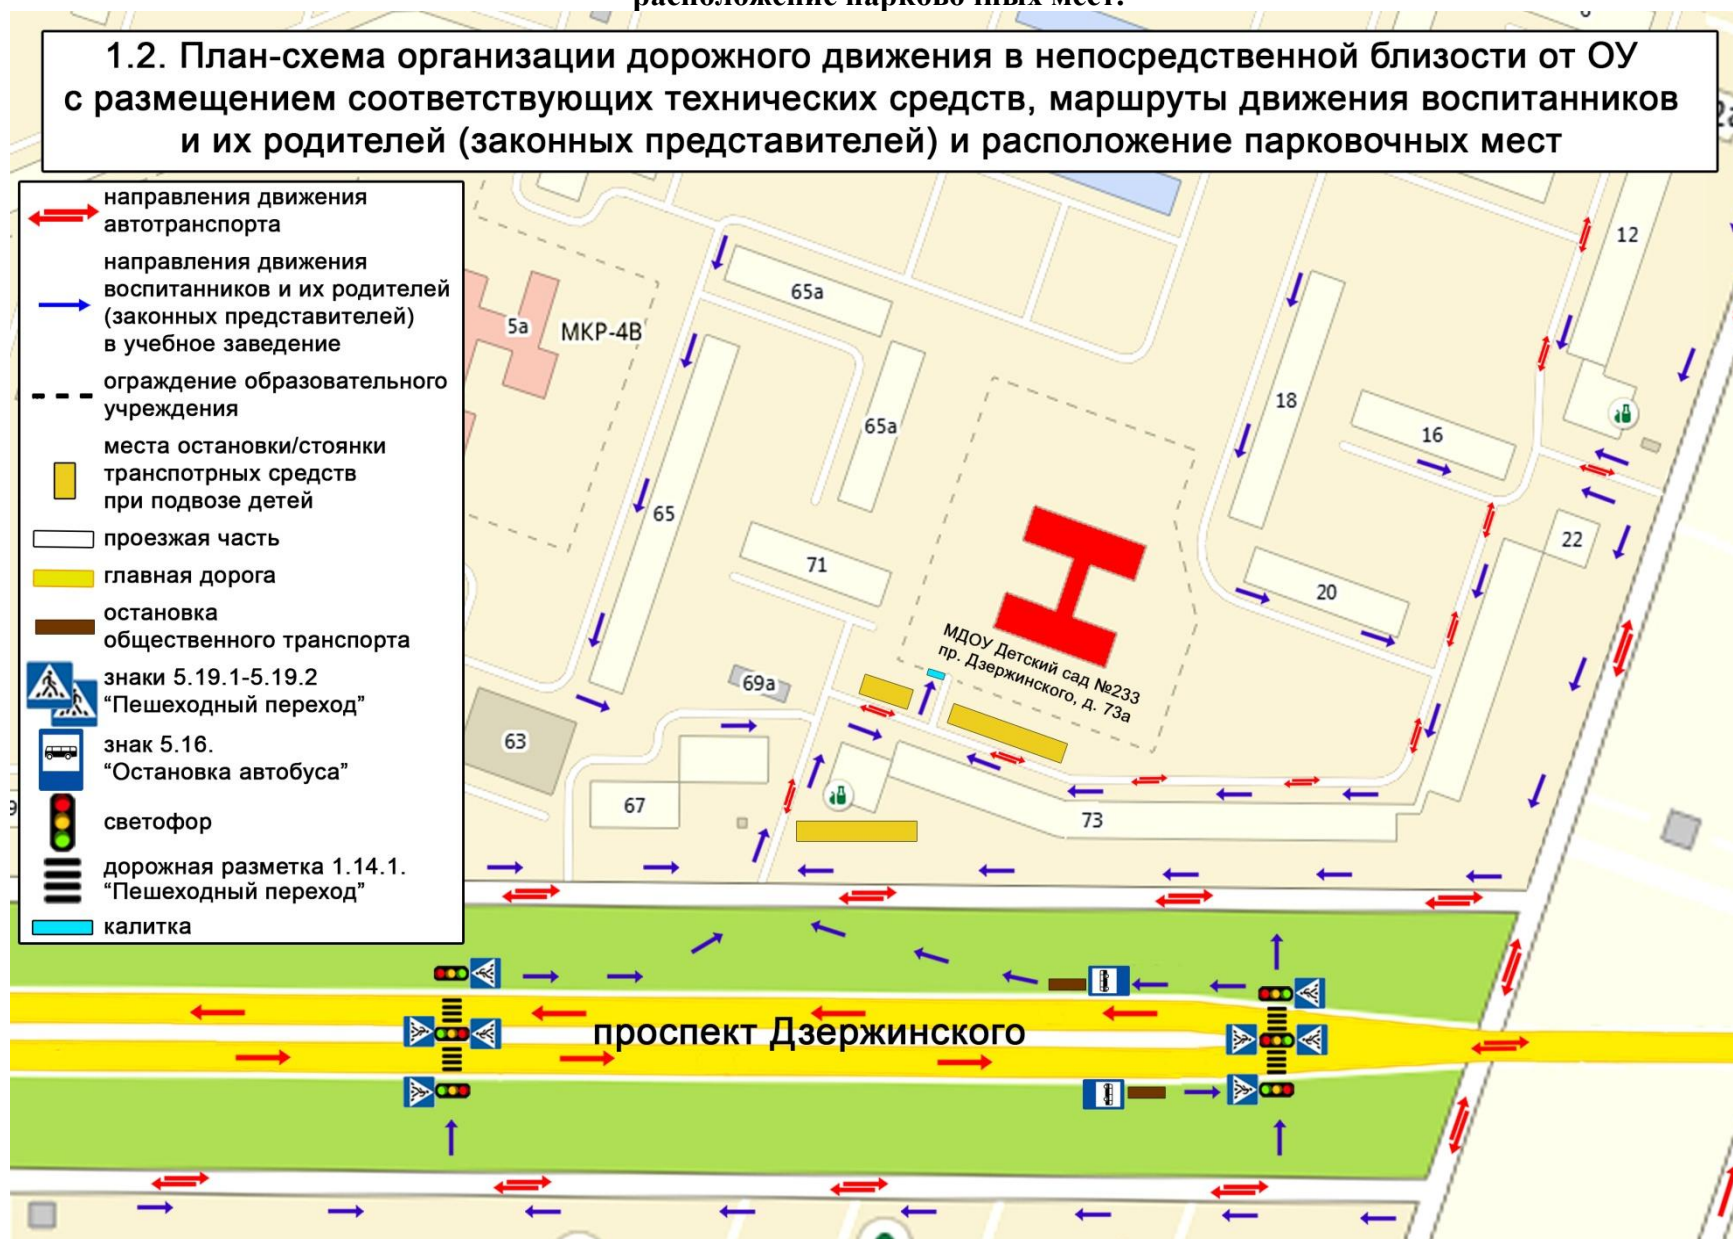 расположение парковочных мест.
1.2. План-схема организации дорожного движения в непосредственной близости от ОУ
с размещением соответствующих технических средств, маршруты движения воспитанников
и их родителей (законных представителей) и расположение парковочных мест
направления движения
автотранспорта
направления движения
воспитанников и их родителей
(законных представителей)
в учебное заведение
ограждение образовательного
учреждения
места остановки/стоянки
транспотрных средств
при подвозе детей
проезжая часть
главная дорога
остановка
общественного транспорта
знаки 5.19.1-5.19.2
“Пешеходный переход”
знак 5.16.
“Остановка автобуса”
светофор
дорожная разметка 1.14.1.
“Пешеходный переход”
калитка
12
65а
5а
МКР-4В
18
65а
16
65
22
71
20
МДОУ Детский сад №233
пр. Дзержинского, д. 73а
69а
63
67
73
проспект Дзержинского